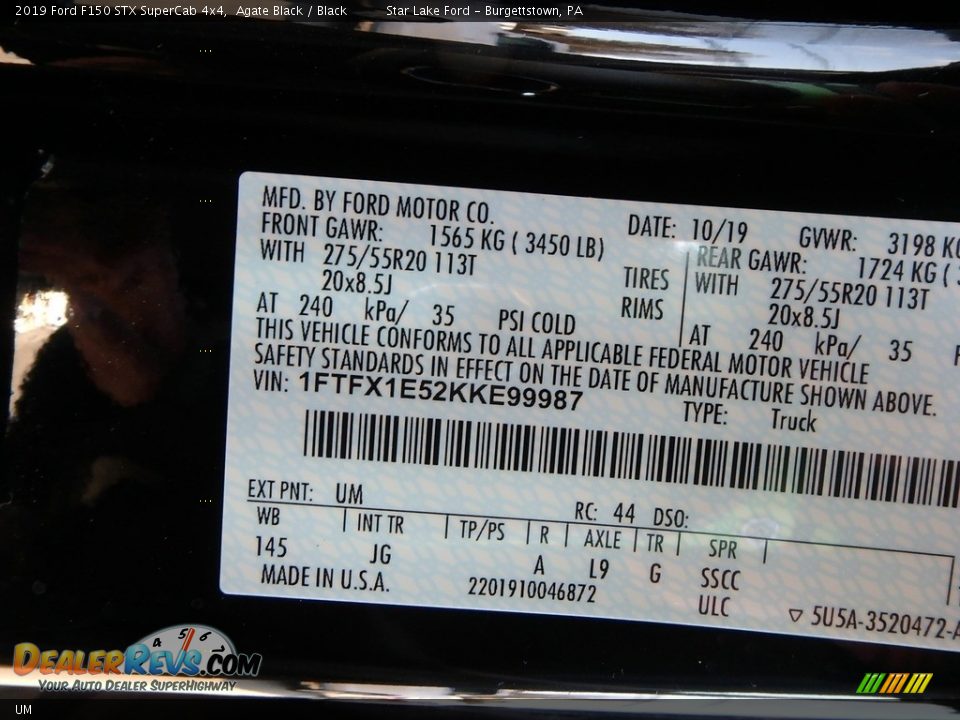 2019 Ford F150 STX SuperCab 4x4, Agate Black / Black Star Lake Ford - Burgettstown, PA
MFD. BY FORD MOTOR CO.
DATE: 10/19 GVWR: 3198 KG
FRONT GAWR: 1565 KG ( 3450 LB)
REAR GAWR: 1724 KG (
WITH 275/55R20 113T TIRES
WITH 275/55R20 113T
20x8.5J RIMS
20x8.5J
AT 240 kPa/ 35 PSI COLD
AT 240 kPa/ 35
THIS VEHICLE CONFORMS TO ALL APPLICABLE FEDERAL MOTOR VEHICLE
SAFETY STANDARDS IN EFFECT ON THE DATE OF MANUFACTURE SHOWN ABOVE.
VIN: 1FTFX1E52KKE99987
TYPE: Truck
EXT PNT: UM
RC: 44 DSO:
WB INT TR TP/PS R AXLE TR SPR
145 JG A L9 G SSCC
MADE IN U.S.A. 2201910046872 ULC
▽ 5U5A-3520472-A
4 5 6
DEALERREVS.COM
YOUR AUTO DEALER SUPERHIGHWAY
UM